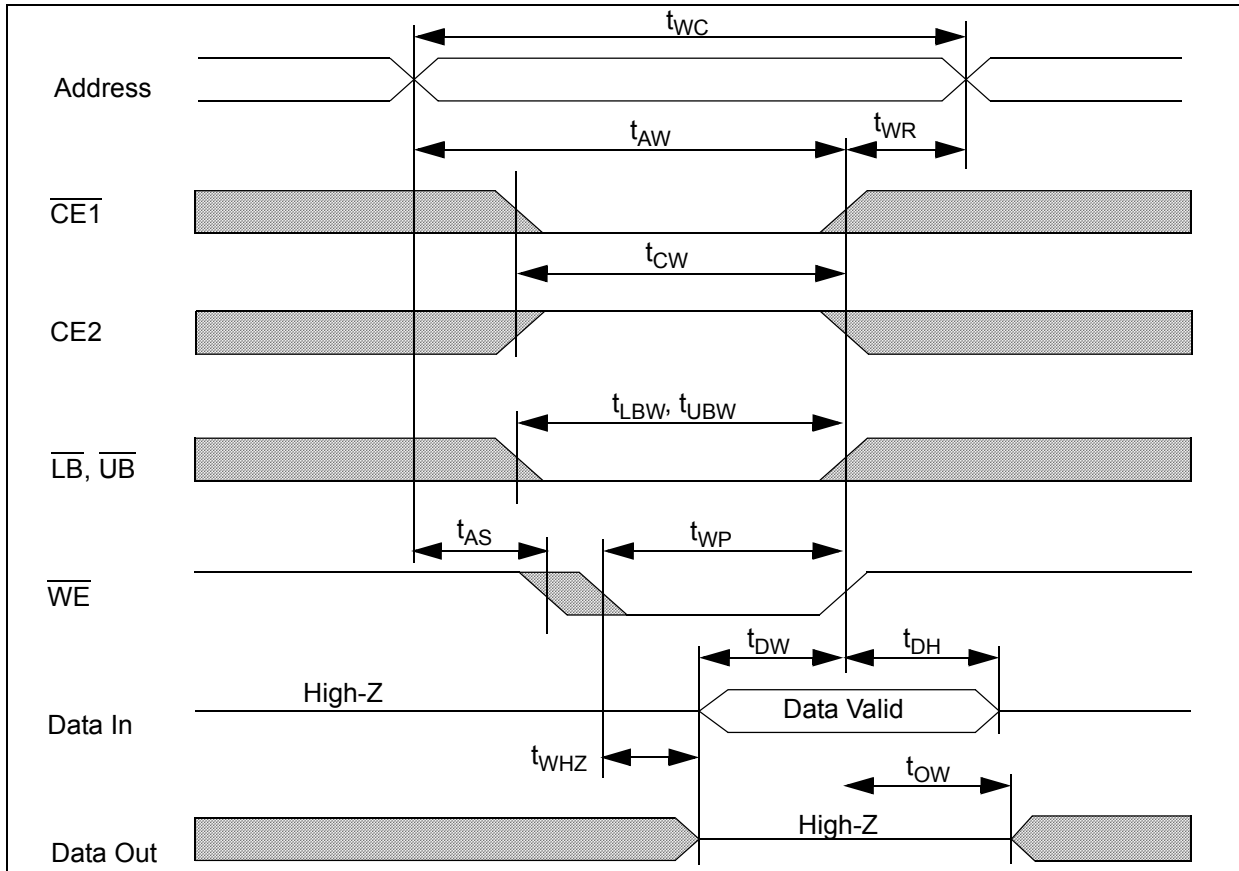 tWC
Address
tAW
tWR
CE1
tCW
CE2
tLBW, tUBW
LB, UB
tAS
tWP
WE
tDW
tDH
High-Z
Data Valid
Data In
tWHZ
tOW
High-Z
Data Out